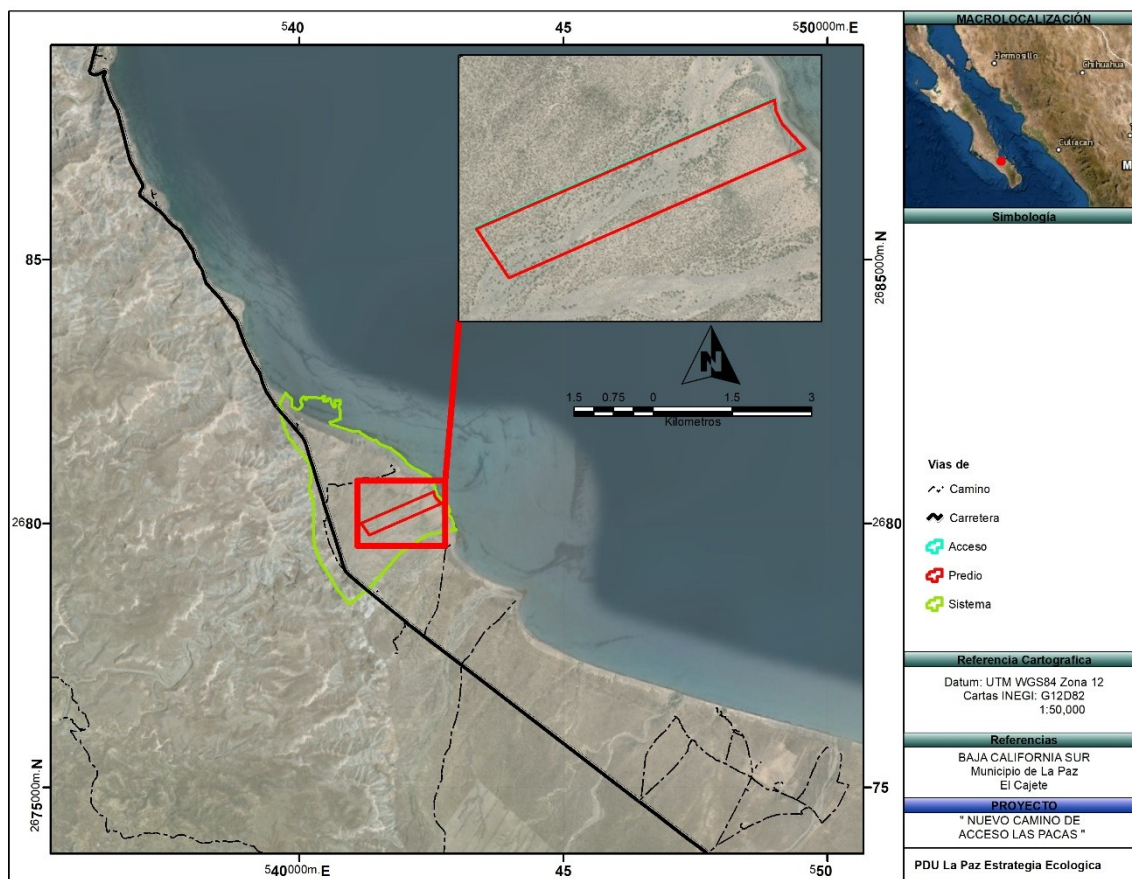 540
45
550000m.
85
2685000m.N
1.5 0.75 0 1.5 3
Kilometros
N
2680
80
2675000m.N
75
540000m.
45
50
MACROLOCALIZACIÓN
Hermosillo
Chihuahua
Culiacan
M
Simbología
Vias de
Camino
Carretera
Acceso
Predio
Sistema
Referencia Cartografica
Datum: UTM WGS84 Zona 12
Cartas INEGI: G12D82
1:50,000
Referencias
BAJA CALIFORNIA SUR
Municipio de La Paz
El Cajete
PROYECTO
" NUEVO CAMINO DE
ACCESO LAS PACAS "
PDU La Paz Estrategia Ecologica